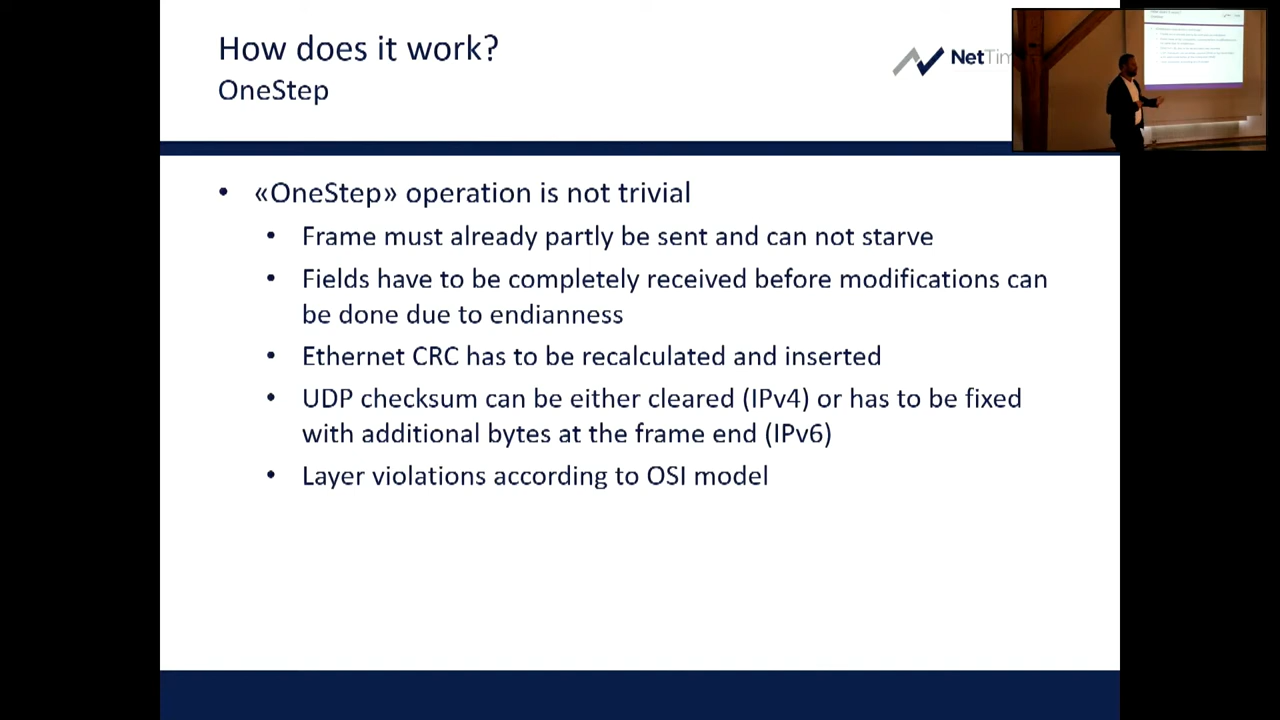 How does it work?
OneStep
NetTim
• «OneStep» operation is not trivial
• Frame must already partly be sent and can not starve
• Fields have to be completely received before modifications can
be done due to endianness
• Ethernet CRC has to be recalculated and inserted
• UDP checksum can be either cleared (IPv4) or has to be fixed
with additional bytes at the frame end (IPv6)
• Layer violations according to OSI model